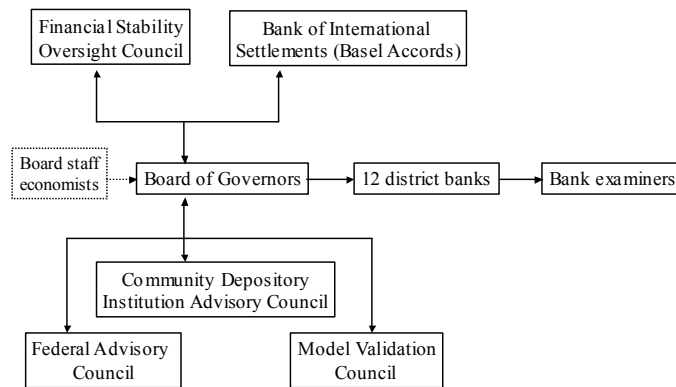 Financial Stability
Oversight Council
Bank of International
Settlements (Basel Accords)
Board staff
economists
Board of Governors
12 district banks
Bank examiners
Community Depository
Institution Advisory Council
Federal Advisory
Council
Model Validation
Council